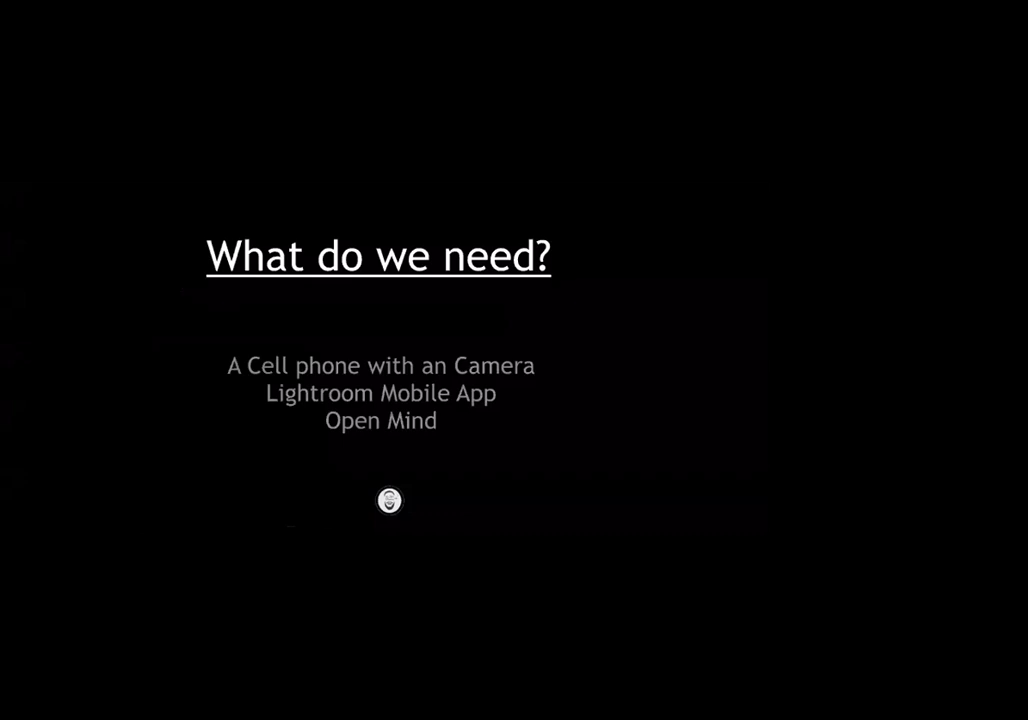 What do we need?
A Cell phone with an Camera
Lightroom Mobile App
Open Mind